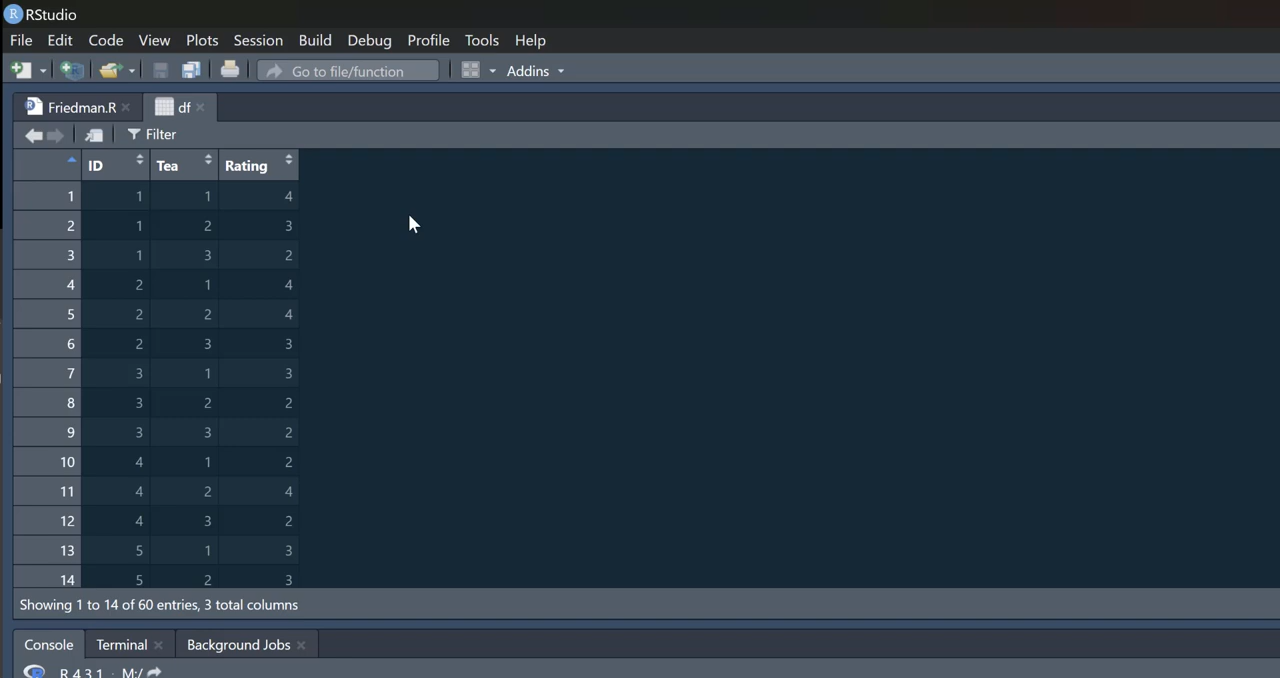 RStudio
File Edit Code View Plots Session Build Debug Profile Tools Help
Go to file/function Addins
Friedman.R df
Filter
ID Tea Rating
1 1 1 4
2 1 2 3
3 1 3 2
4 2 1 4
5 2 2 4
6 2 3 3
7 3 1 3
8 3 2 2
9 3 3 2
10 4 1 2
11 4 2 4
12 4 3 2
13 5 1 3
14 5 2 3
Showing 1 to 14 of 60 entries, 3 total columns
Console Terminal Background Jobs
R 4.3.1 · M:/